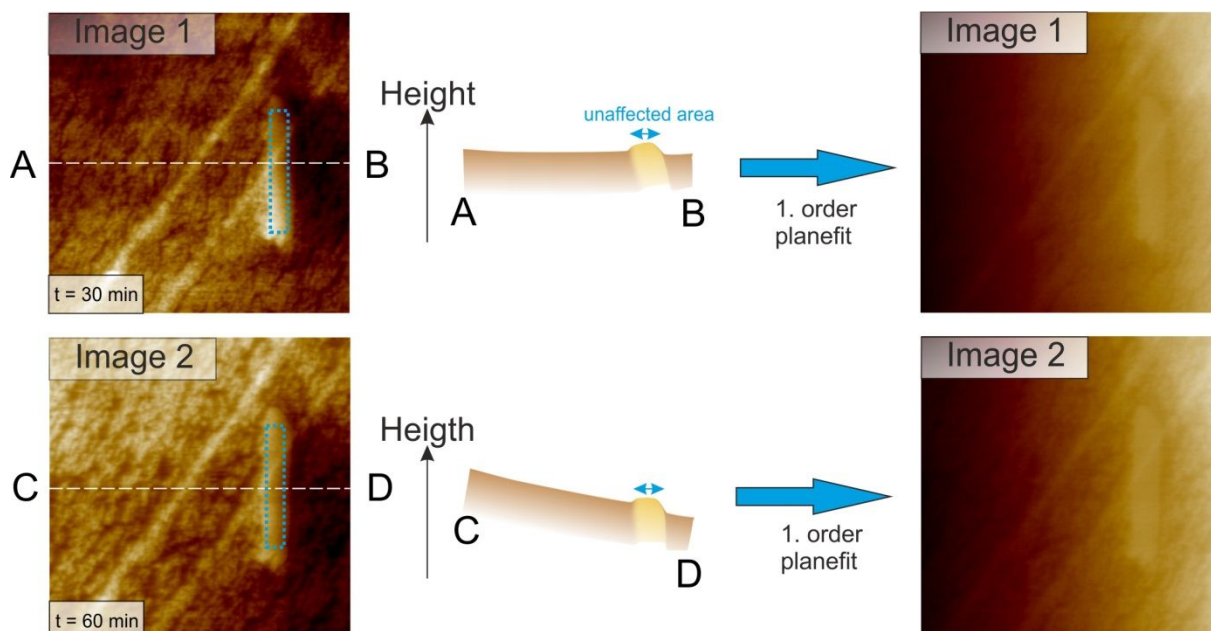 Image 1
Height
unaffected area
A
B
A
B
t = 30 min
1. order
planefit
Image 1
Image 2
Heigth
C
D
C
D
t = 60 min
1. order
planefit
Image 2